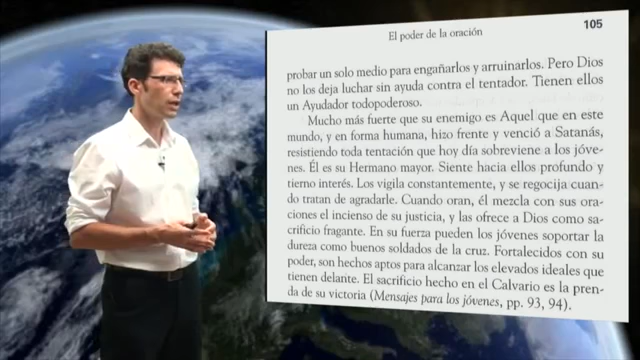 El poder de la oración
105
probar un solo medio para engañarlos y arruinarlos. Pero Dios
no los deja luchar sin ayuda contra el tentador. Tienen ellos
un Ayudador todopoderoso.
Mucho más fuerte que su enemigo es Aquel que en este
mundo, y en forma humana, hizo frente y venció a Satanás,
resistiendo toda tentación que hoy día sobreviene a los jóve-
nes. Él es su Hermano mayor. Siente hacia ellos profundo y
tierno interés. Los vigila constantemente, y se regocija cuan-
do tratan de agradarle. Cuando oran, él mezcla con sus ora-
ciones el incienso de su justicia, y las ofrece a Dios como sa-
crificio fragante. En su fuerza pueden los jóvenes soportar la
dureza como buenos soldados de la cruz. Fortalecidos con su
poder, son hechos aptos para alcanzar los elevados ideales que
tienen delante. El sacrificio hecho en el Calvario es la pren-
da de su victoria (Mensajes para los jóvenes, pp. 93, 94).